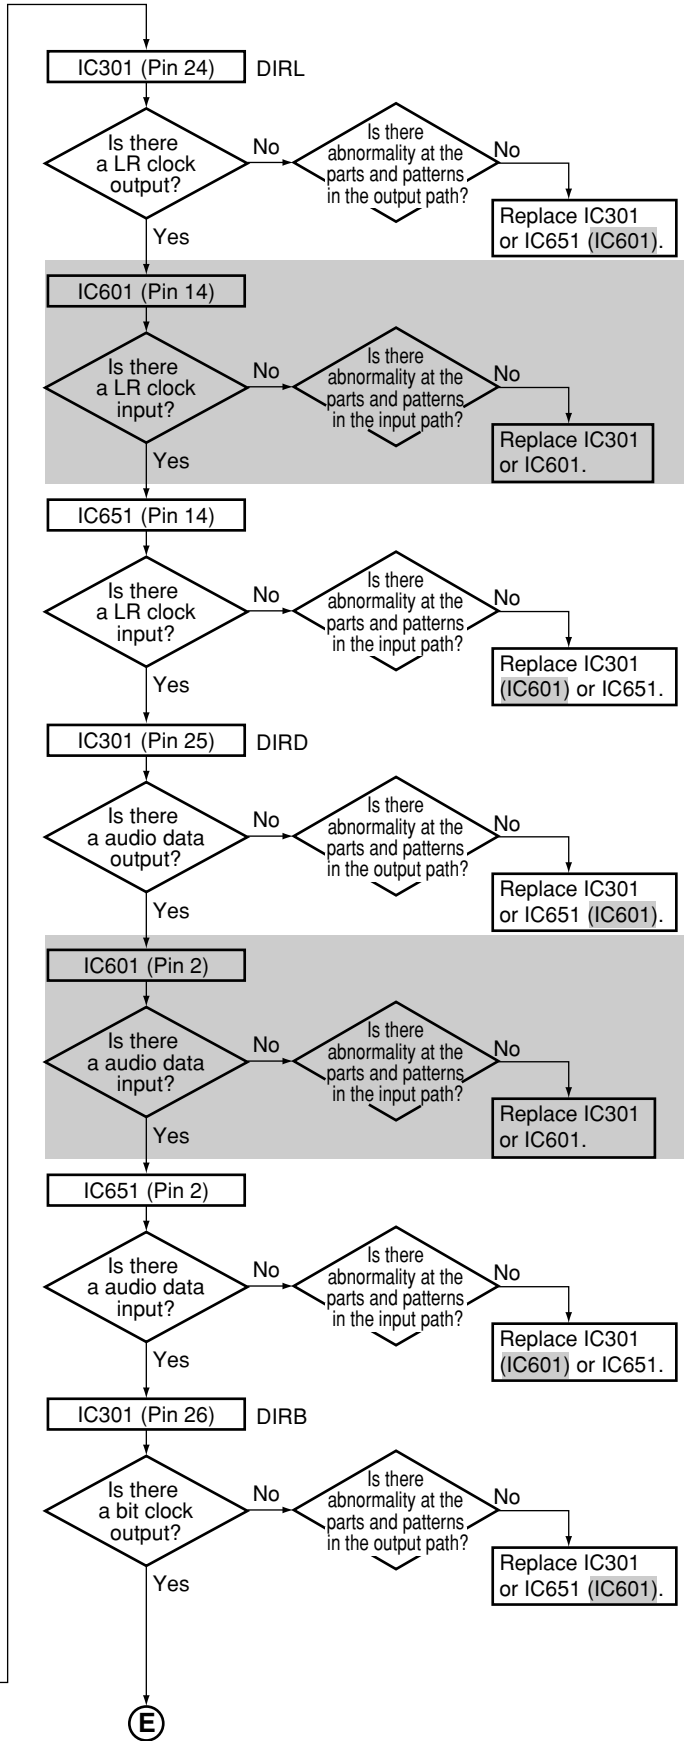 IC301 (Pin 24) DIRL
Is there
a LR clock
output?
No
Is there
abnormality at the
parts and patterns
in the output path?
No
Replace IC301
or IC651 (IC601).
Yes
IC601 (Pin 14)
Is there
a LR clock
input?
No
Is there
abnormality at the
parts and patterns
in the input path?
No
Replace IC301
or IC601.
Yes
IC651 (Pin 14)
Is there
a LR clock
input?
No
Is there
abnormality at the
parts and patterns
in the input path?
No
Replace IC301
(IC601) or IC651.
Yes
IC301 (Pin 25) DIRD
Is there
a audio data
output?
No
Is there
abnormality at the
parts and patterns
in the output path?
No
Replace IC301
or IC651 (IC601).
Yes
IC601 (Pin 2)
Is there
a audio data
input?
No
Is there
abnormality at the
parts and patterns
in the input path?
No
Replace IC301
or IC601.
Yes
IC651 (Pin 2)
Is there
a audio data
input?
No
Is there
abnormality at the
parts and patterns
in the input path?
No
Replace IC301
(IC601) or IC651.
Yes
IC301 (Pin 26) DIRB
Is there
a bit clock
output?
No
Is there
abnormality at the
parts and patterns
in the output path?
No
Replace IC301
or IC651 (IC601).
Yes
E